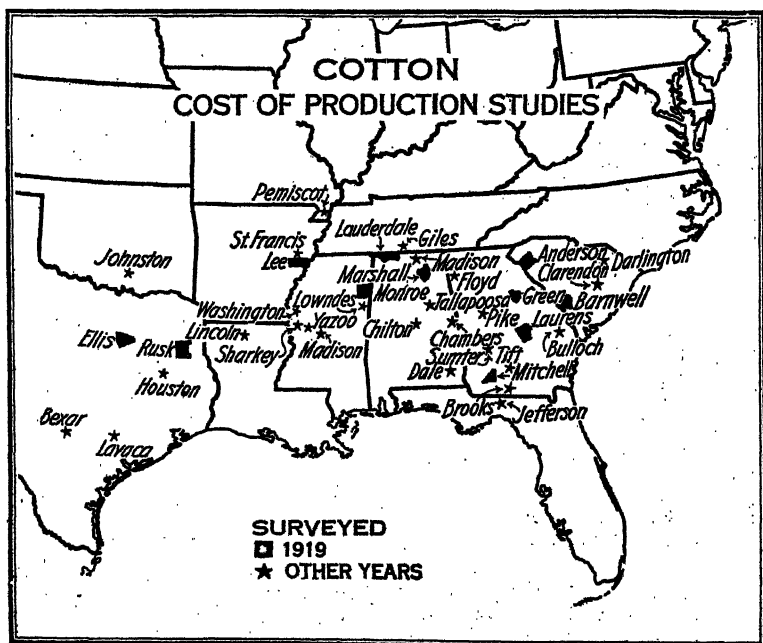 COTTON
COST OF PRODUCTION STUDIES
Pemiscot
Lauderdale
Giles
St Francis
Lee
Johnston
Marshall
Madison
Floyd
Anderson
Darlington
Clarendon
Washington
Lowndes
Monroe
Tallapoosa
Green
Barnwell
Ellis
Rusk
Lincoln
Yazoo
Chilton
Pike
Laurens
Sharkey
Madison
Chambers
Bulloch
Houston
Sumter
Tift
Dale
Mitchell
Bexar
Lavaca
Brooks
Jefferson
SURVEYED
1919
OTHER YEARS